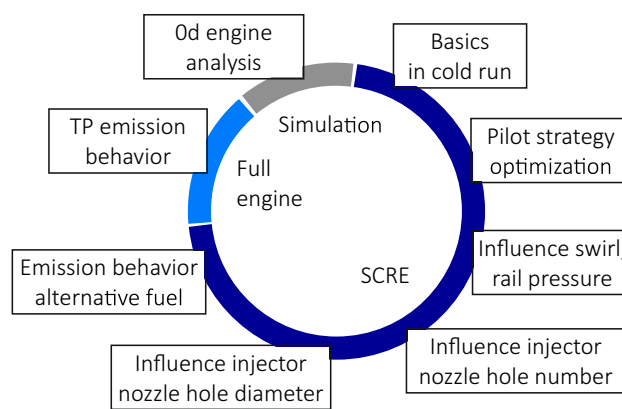 0d engine
analysis
Basics
in cold run
TP emission
behavior
Simulation
Pilot strategy
optimization
Full
engine
Emission behavior
alternative fuel
SCRE
Influence swirl,
rail pressure
Influence injector
nozzle hole diameter
Influence injector
nozzle hole number